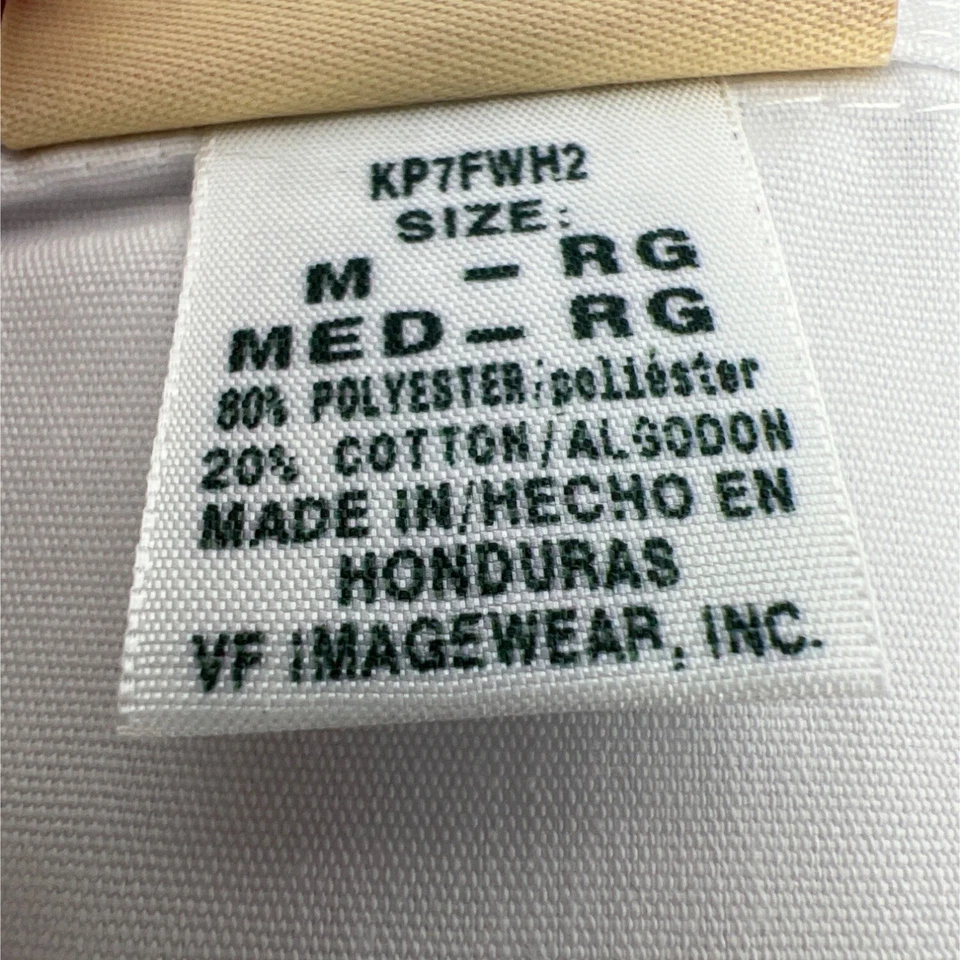 KP7FWH2
SIZE:
M - RG
MED- RG
80% POLYESTER/poliéster
20% COTTON/ALGODON
MADE IN/HECHO EN
HONDURAS
VF IMAGEWEAR, INC.